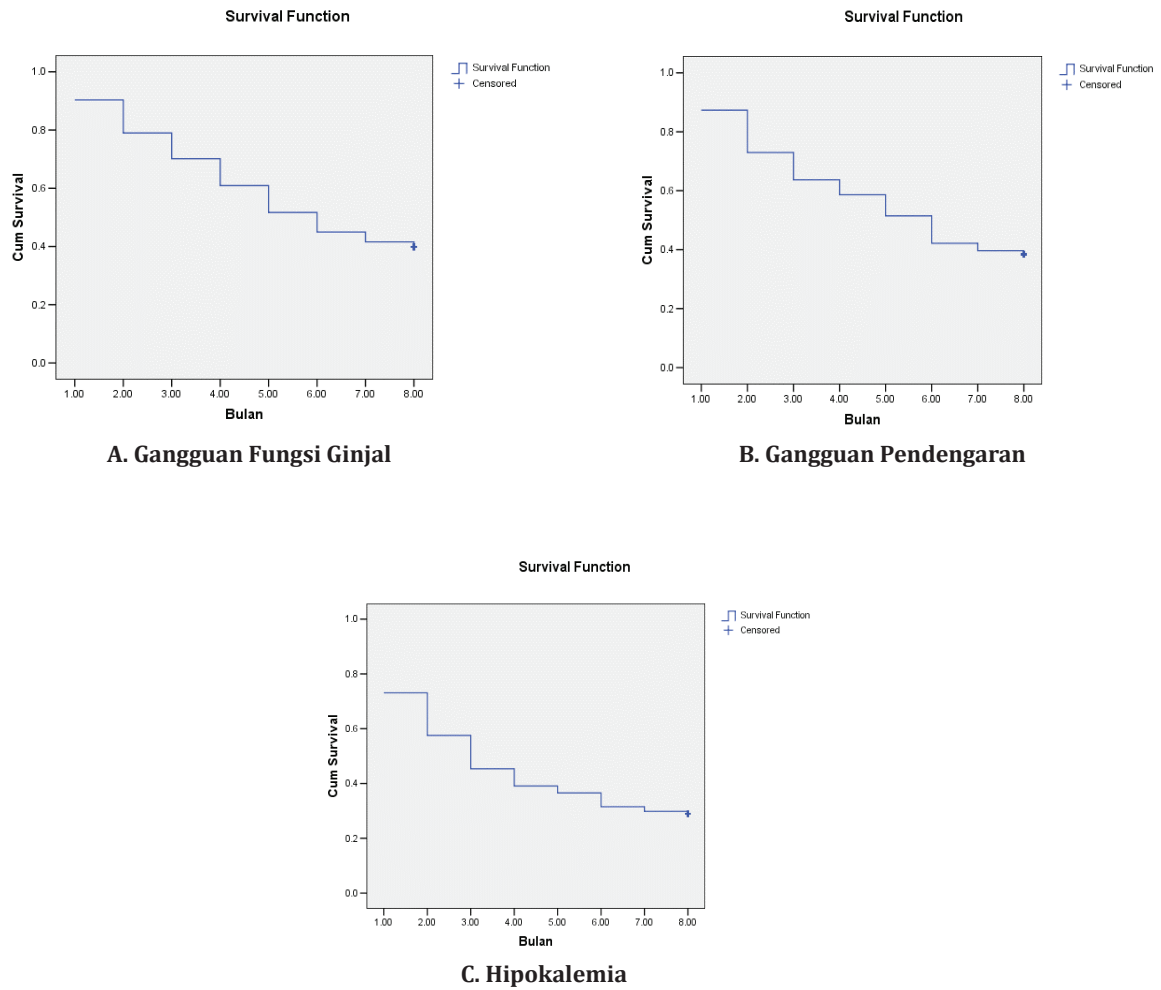 Survival Function
Survival Function
Censored
Cum Survival
1.0
0.8
0.6
0.4
0.2
0.0
1.00 2.00 3.00 4.00 5.00 6.00 7.00 8.00
Bulan
A. Gangguan Fungsi Ginjal
Survival Function
Survival Function
Censored
Cum Survival
1.0
0.8
0.6
0.4
0.2
0.0
1.00 2.00 3.00 4.00 5.00 6.00 7.00 8.00
Bulan
B. Gangguan Pendengaran
Survival Function
Survival Function
Censored
Cum Survival
1.0
0.8
0.6
0.4
0.2
0.0
1.00 2.00 3.00 4.00 5.00 6.00 7.00 8.00
Bulan
C. Hipokalemia